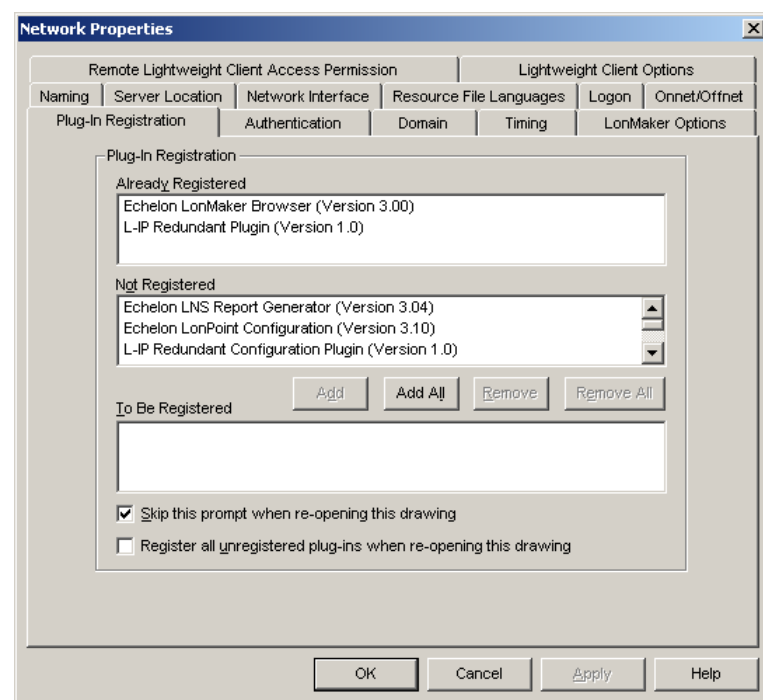 Network Properties
Remote Lightweight Client Access Permission
Lightweight Client Options
Naming
Server Location
Network Interface
Resource File Languages
Logon
Onnet/Offnet
Plug-In Registration
Authentication
Domain
Timing
LonMaker Options
Plug-In Registration
Already Registered
Echelon LonMaker Browser (Version 3.00)
L-IP Redundant Plugin (Version 1.0)
Not Registered
Echelon LNS Report Generator (Version 3.04)
Echelon LonPoint Configuration (Version 3.10)
L-IP Redundant Configuration Plugin (Version 1.0)
Add
Add All
Remove
Remove All
To Be Registered
Skip this prompt when re-opening this drawing
Register all unregistered plug-ins when re-opening this drawing
OK
Cancel
Apply
Help